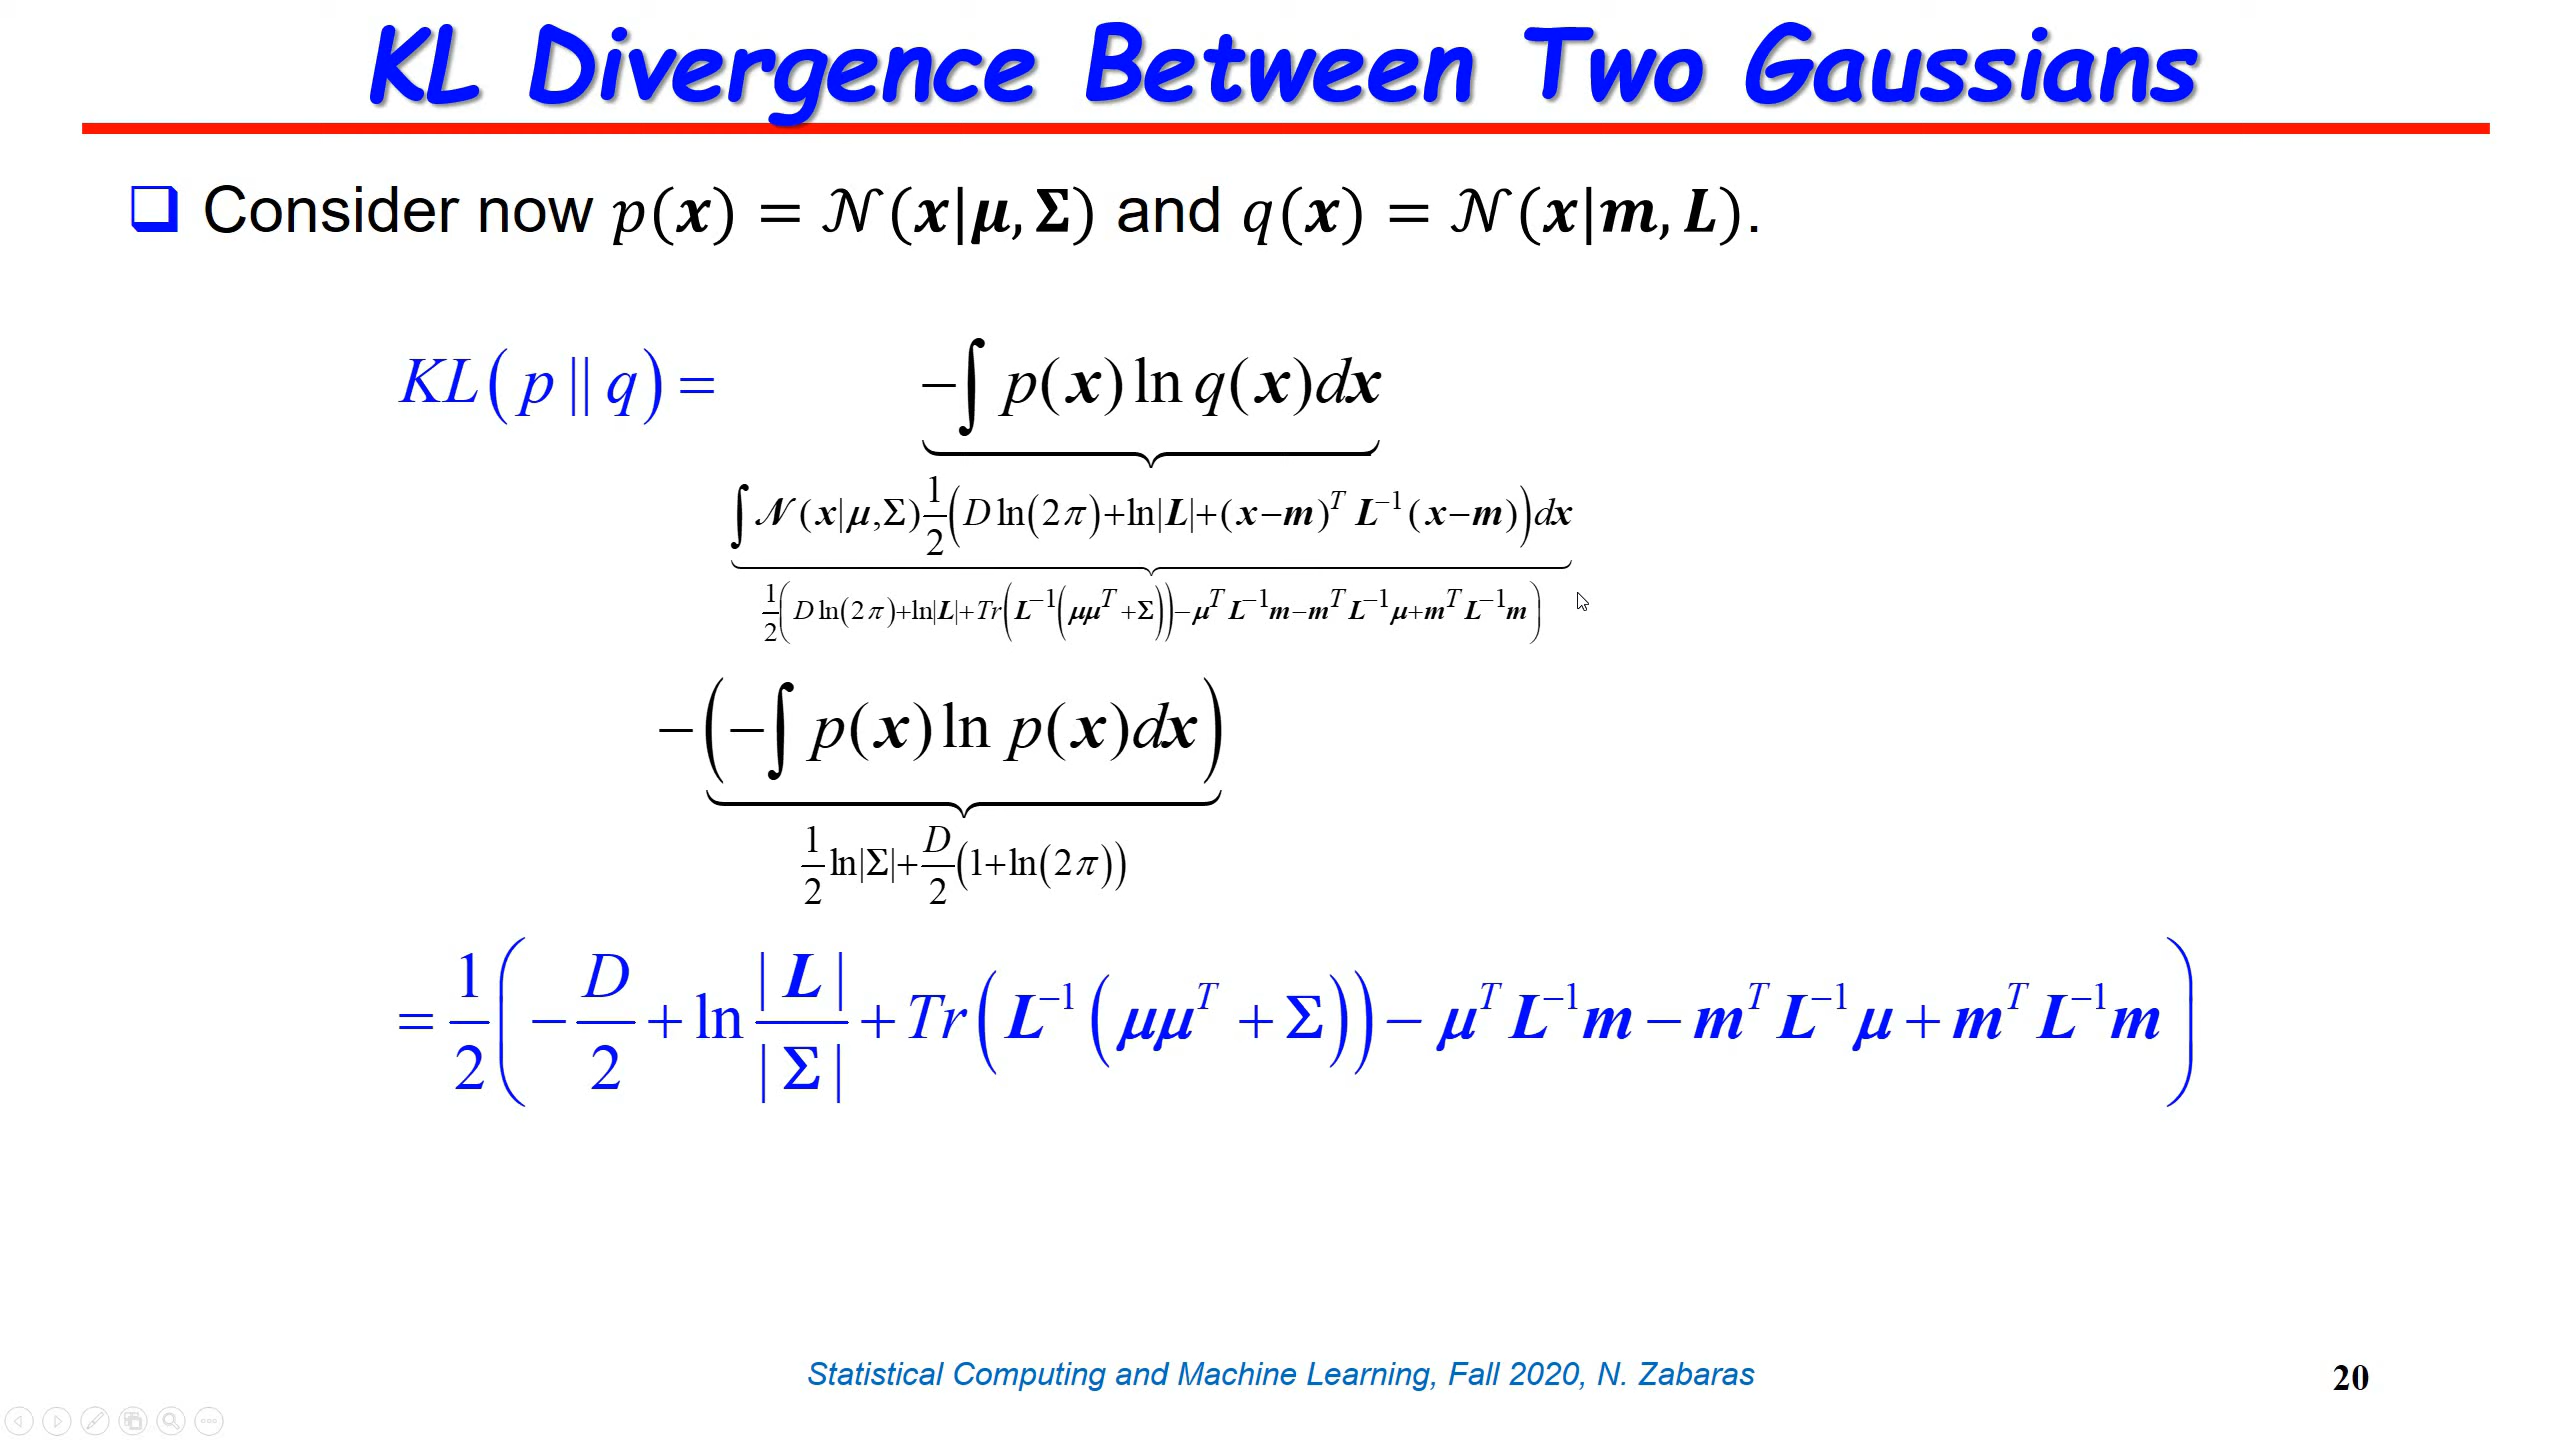 KL Divergence Between Two Gaussians
❑ Consider now p(x) = 𝒩(x|μ, Σ) and q(x) = 𝒩(x|m, L).
KL(p || q) = −∫ p(x) ln q(x)dx
∫ 𝒩(x|μ,Σ) 1/2 (D ln(2π)+ln|L|+(x−m)^T L^−1 (x−m)) dx
1/2 (D ln(2π)+ln|L|+Tr(L^−1(μμ^T+Σ))−μ^T L^−1 m−m^T L^−1 μ+m^T L^−1 m)
−(−∫ p(x) ln p(x)dx)
1/2 ln|Σ|+D/2 (1+ln(2π))
= 1/2 (−D/2 + ln |L|/|Σ| + Tr(L^−1(μμ^T + Σ)) − μ^T L^−1 m − m^T L^−1 μ + m^T L^−1 m)
Statistical Computing and Machine Learning, Fall 2020, N. Zabaras
20